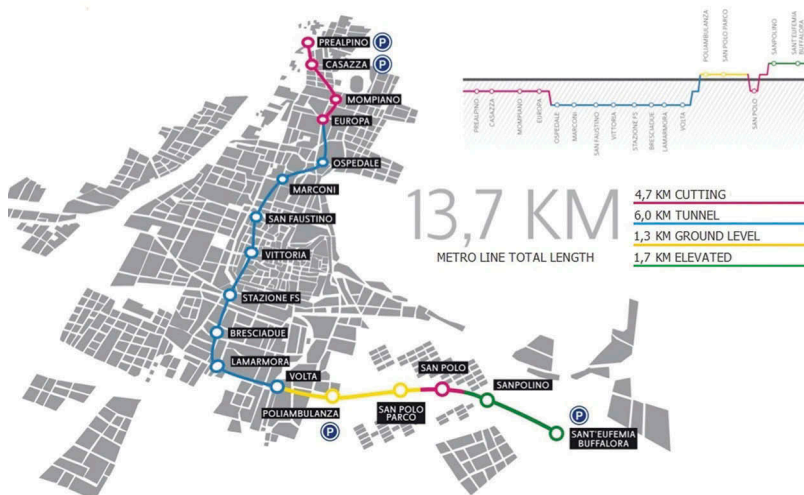 PREALPINO P
CASAZZA P
MOMPIANO
EUROPA
OSPEDALE
MARCONI
SAN FAUSTINO
VITTORIA
STAZIONE FS
BRESCIADUE
LAMARMORA
VOLTA
POLIAMBULANZA
P
SAN POLO
PARCO
SAN POLO
SANPOLINO
P
SANT'EUFEMIA
BUFFALORA
PREALPINO
CASAZZA
MOMPIANO
EUROPA
OSPEDALE
MARCONI
SAN FAUSTINO
VITTORIA
STAZIONE FS
BRESCIADUE
LAMARMORA
VOLTA
POLIAMBULANZA
SAN POLO PARCO
SAN POLO
SANPOLINO
SANT'EUFEMIA
BUFFALORA
13,7 KM
METRO LINE TOTAL LENGTH
4,7 KM CUTTING
6,0 KM TUNNEL
1,3 KM GROUND LEVEL
1,7 KM ELEVATED